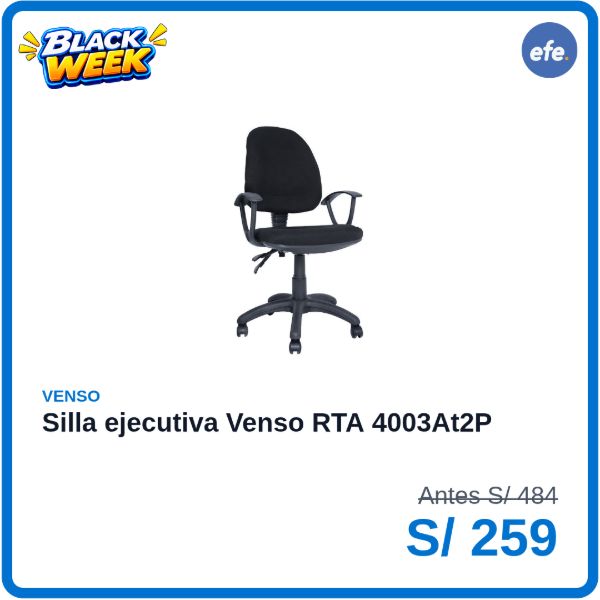 BLACK
WEEK
efe.
VENSO
Silla ejecutiva Venso RTA 4003At2P
Antes S/ 484
S/ 259